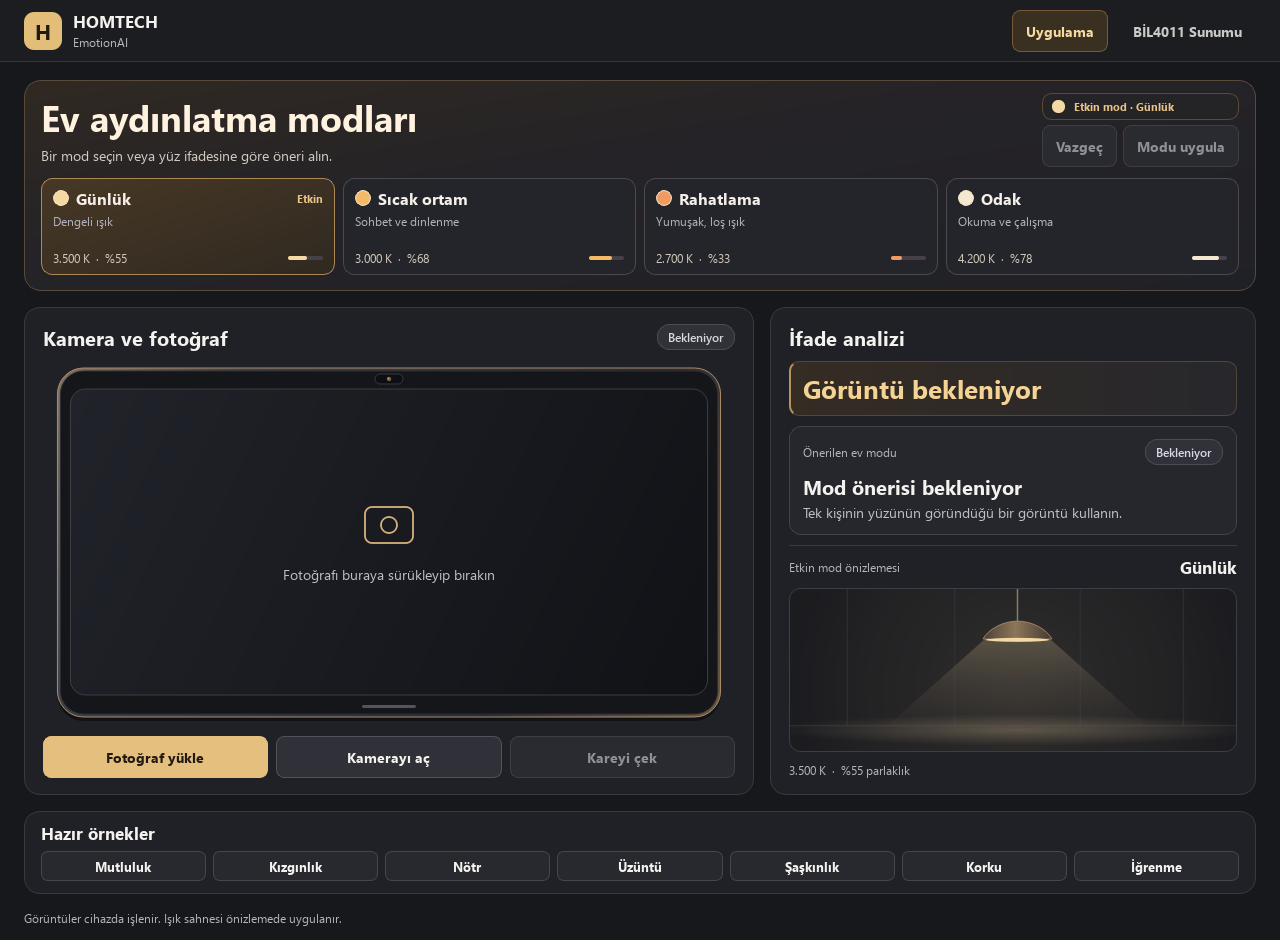 H
HOMTECH
EmotionAI
Uygulama
BİL4011 Sunumu
Ev aydınlatma modları
Bir mod seçin veya yüz ifadesine göre öneri alın.
Etkin mod · Günlük
Vazgeç
Modu uygula
Günlük
Etkin
Dengeli ışık
3.500 K · %55
Sıcak ortam
Sohbet ve dinlenme
3.000 K · %68
Rahatlama
Yumuşak, loş ışık
2.700 K · %33
Odak
Okuma ve çalışma
4.200 K · %78
Kamera ve fotoğraf
Bekleniyor
Fotoğrafı buraya sürükleyip bırakın
Fotoğraf yükle
Kamerayı aç
Kareyi çek
İfade analizi
Görüntü bekleniyor
Önerilen ev modu
Bekleniyor
Mod önerisi bekleniyor
Tek kişinin yüzünün göründüğü bir görüntü kullanın.
Etkin mod önizlemesi
Günlük
3.500 K · %55 parlaklık
Hazır örnekler
Mutluluk
Kızgınlık
Nötr
Üzüntü
Şaşkınlık
Korku
İğrenme
Görüntüler cihazda işlenir. Işık sahnesi önizlemede uygulanır.